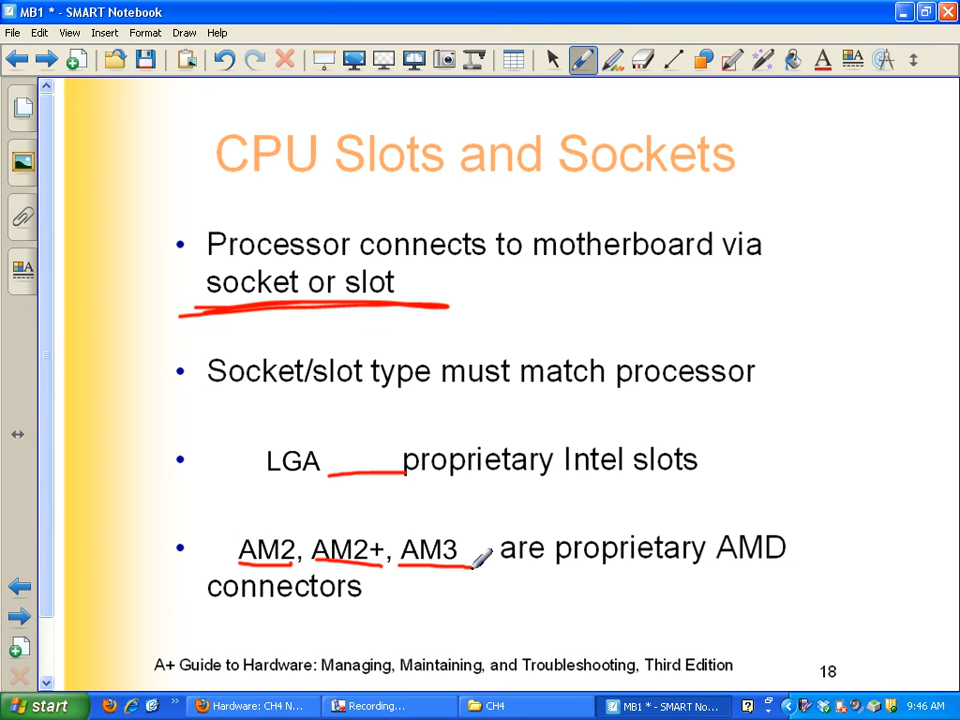 MB1 * - SMART Notebook
File Edit View Insert Format Draw Help
CPU Slots and Sockets
• Processor connects to motherboard via
socket or slot
• Socket/slot type must match processor
• LGA proprietary Intel slots
• AM2, AM2+, AM3 are proprietary AMD
connectors
A+ Guide to Hardware: Managing, Maintaining, and Troubleshooting, Third Edition
18
start Hardware: CH4 N... Recording... CH4 MB1 * - SMART No... 9:46 AM